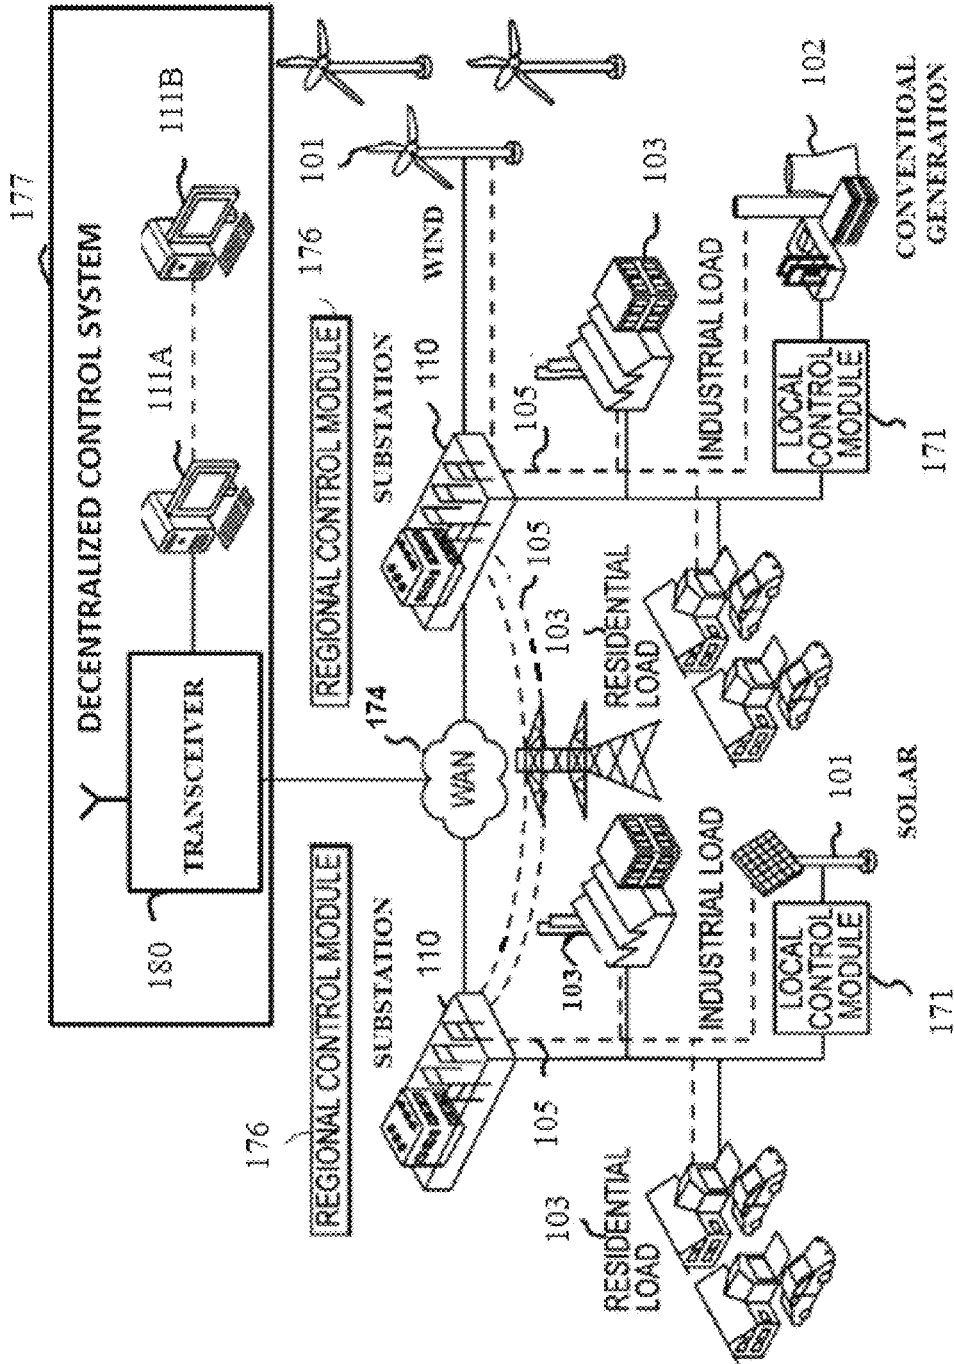 177
DECENTRALIZED CONTROL SYSTEM
180
TRANSCEIVER
111A
111B
176
REGIONAL CONTROL MODULE
176
REGIONAL CONTROL MODULE
SUBSTATION
110
174
WAN
SUBSTATION
110
WIND
101
105
103
105
103
105
103
RESIDENTIAL
LOAD
103
INDUSTRIAL LOAD
103
RESIDENTIAL
LOAD
INDUSTRIAL LOAD
102
LOCAL
CONTROL
MODULE
171
101
SOLAR
LOCAL
CONTROL
MODULE
171
CONVENTIOAL
GENERATION